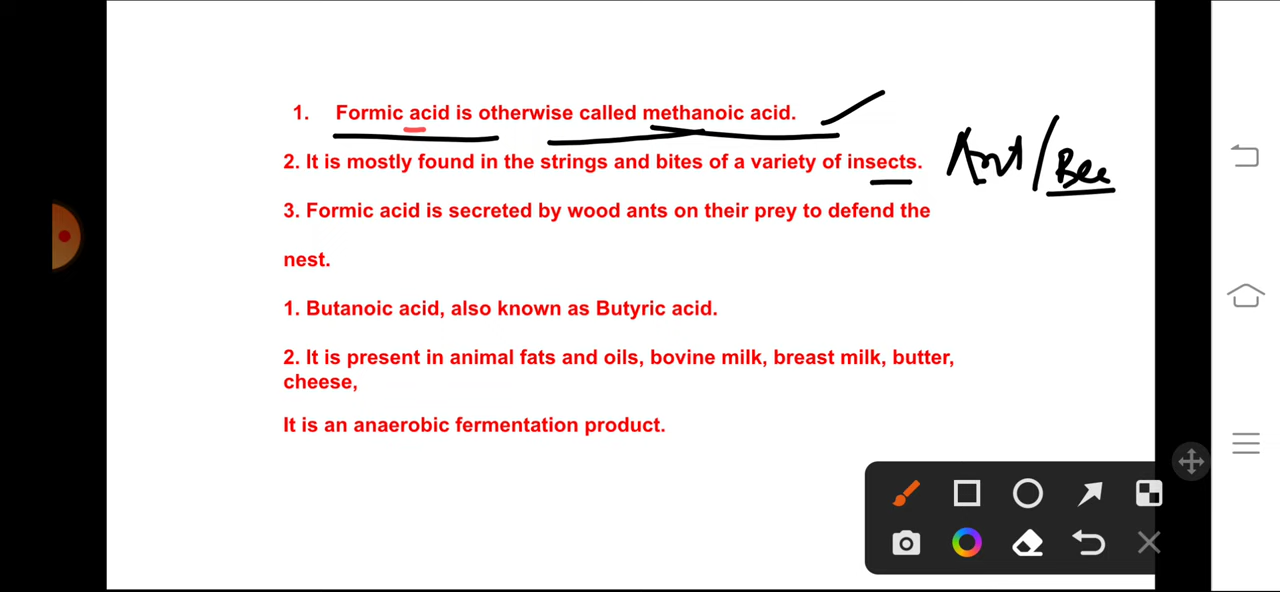 1. Formic acid is otherwise called methanoic acid.
2. It is mostly found in the strings and bites of a variety of insects. Ant/Bee
3. Formic acid is secreted by wood ants on their prey to defend the
nest.
1. Butanoic acid, also known as Butyric acid.
2. It is present in animal fats and oils, bovine milk, breast milk, butter,
cheese,
It is an anaerobic fermentation product.